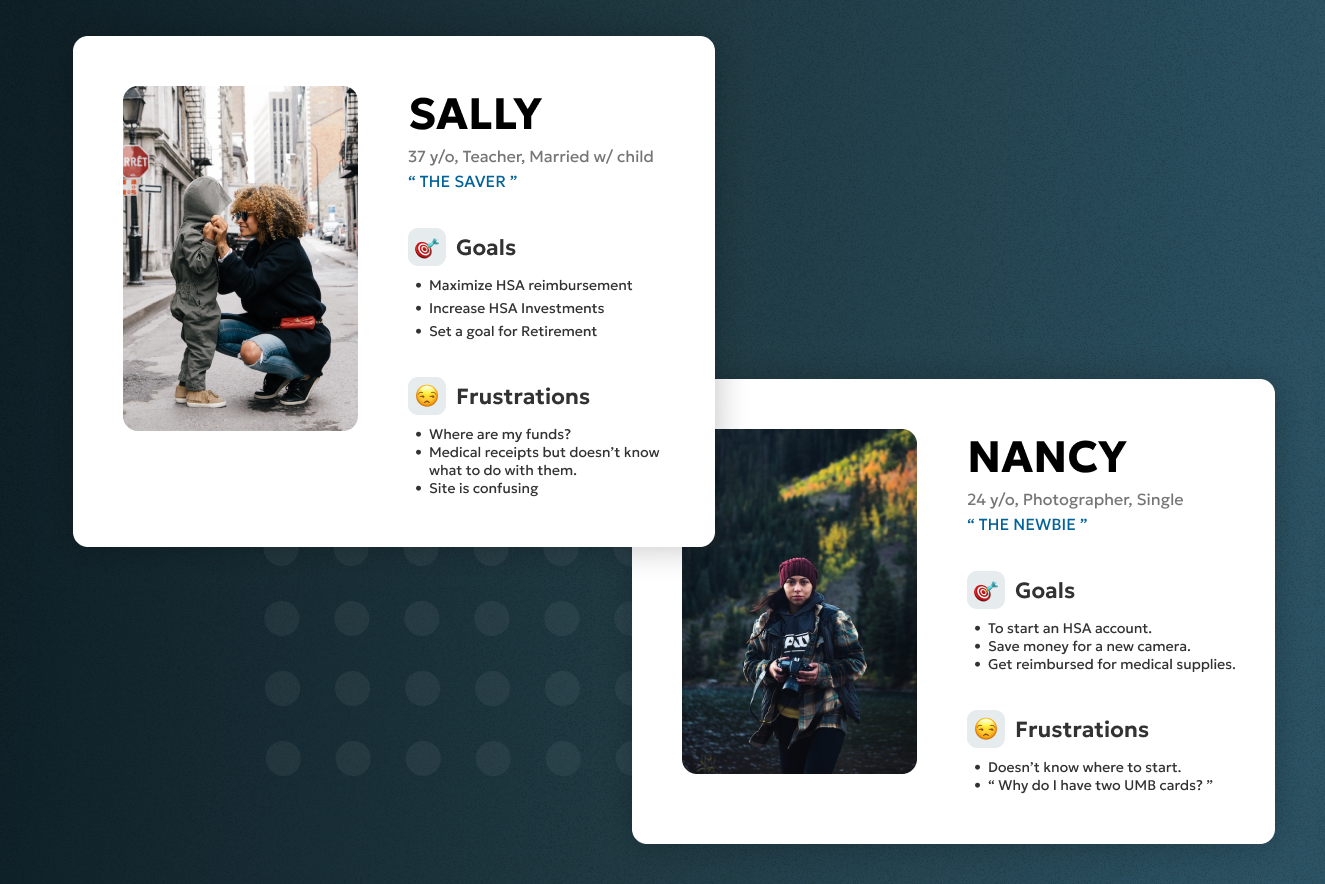 SALLY
37 y/o, Teacher, Married w/ child
“ THE SAVER ”
Goals
• Maximize HSA reimbursement
• Increase HSA Investments
• Set a goal for Retirement
Frustrations
• Where are my funds?
• Medical receipts but doesn’t know
what to do with them.
• Site is confusing
RRÊT
NANCY
24 y/o, Photographer, Single
“ THE NEWBIE ”
Goals
• To start an HSA account.
• Save money for a new camera.
• Get reimbursed for medical supplies.
Frustrations
• Doesn’t know where to start.
• “ Why do I have two UMB cards? ”